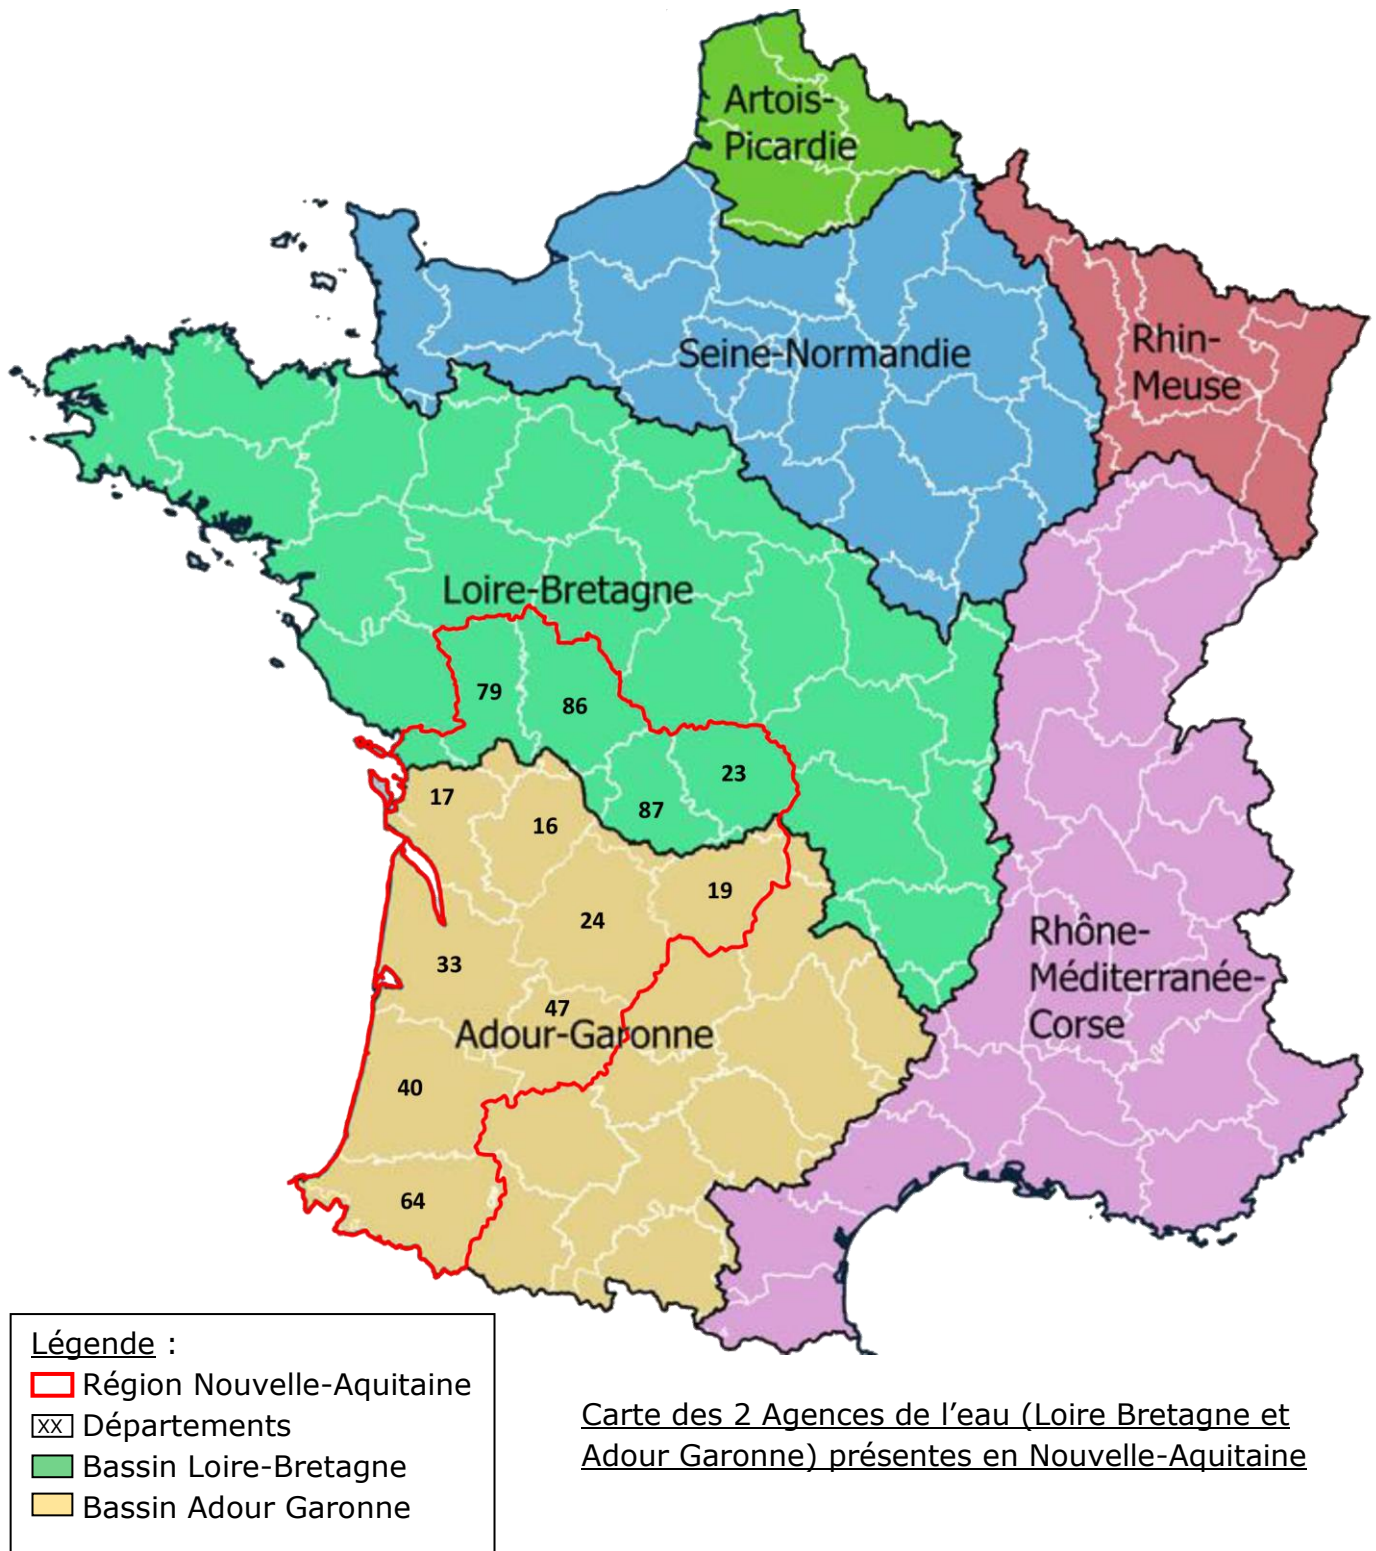 Artois-
Picardie
Seine-Normandie
Rhin-
Meuse
Loire-Bretagne
79
86
23
17
87
16
19
24
33
Rhône-
Méditerranée-
Corse
47
Adour-Garonne
40
64
Légende :
Région Nouvelle-Aquitaine
XX Départements
Bassin Loire-Bretagne
Bassin Adour Garonne
Carte des 2 Agences de l'eau (Loire Bretagne et
Adour Garonne) présentes en Nouvelle-Aquitaine